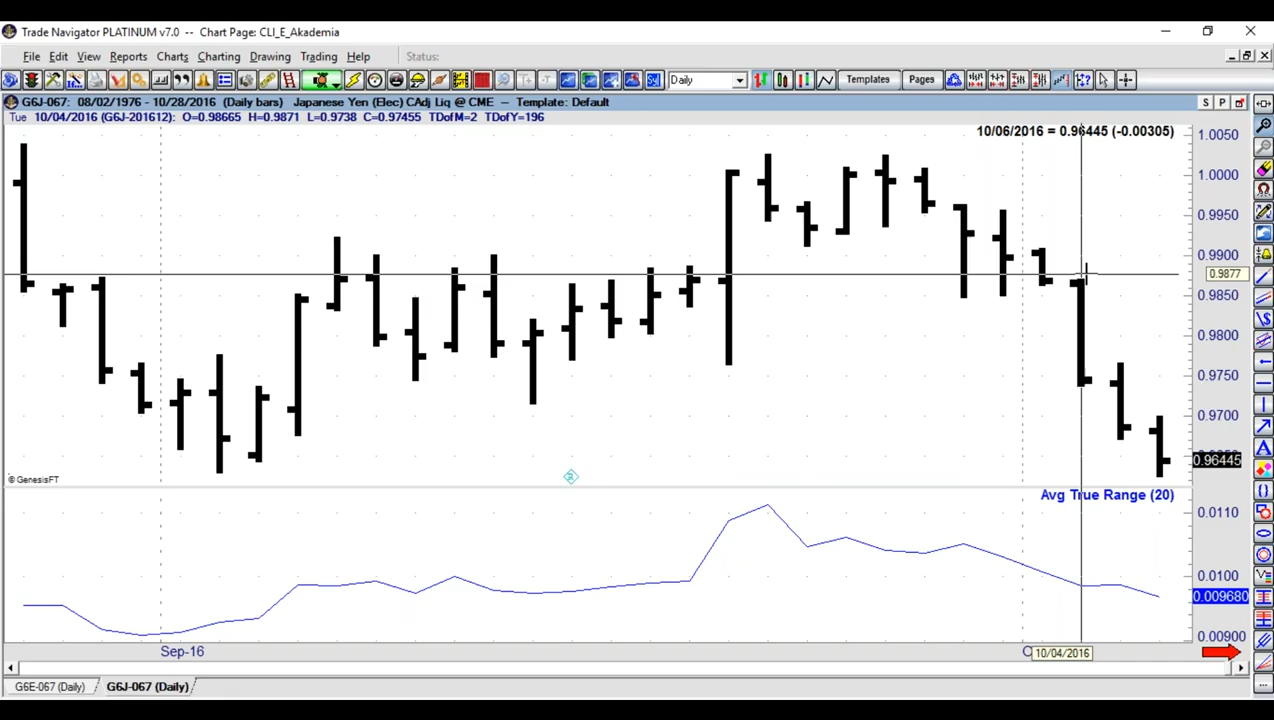 Trade Navigator PLATINUM v7.0 -- Chart Page: CLI_E_Akademia
File Edit View Reports Charts Charting Drawing Trading Help Status:
Daily Templates Pages
G6J-067: 08/02/1976 - 10/28/2016 (Daily bars) Japanese Yen (Elec) CAdj Liq @ CME -- Template: Default S P
Tue 10/04/2016 (G6J-201612): O=0.98665 H=0.9871 L=0.9738 C=0.97455 TDofM=2 TDofY=196
10/06/2016 = 0.96445 (-0.00305)
1.0050
1.0000
0.9950
0.9900
0.9877
0.9850
0.9800
0.9750
0.9700
0.96445
© GenesisFT
Avg True Range (20)
0.0110
0.0100
0.009680
0.00900
Sep-16 10/04/2016
G6E-067 (Daily) G6J-067 (Daily)